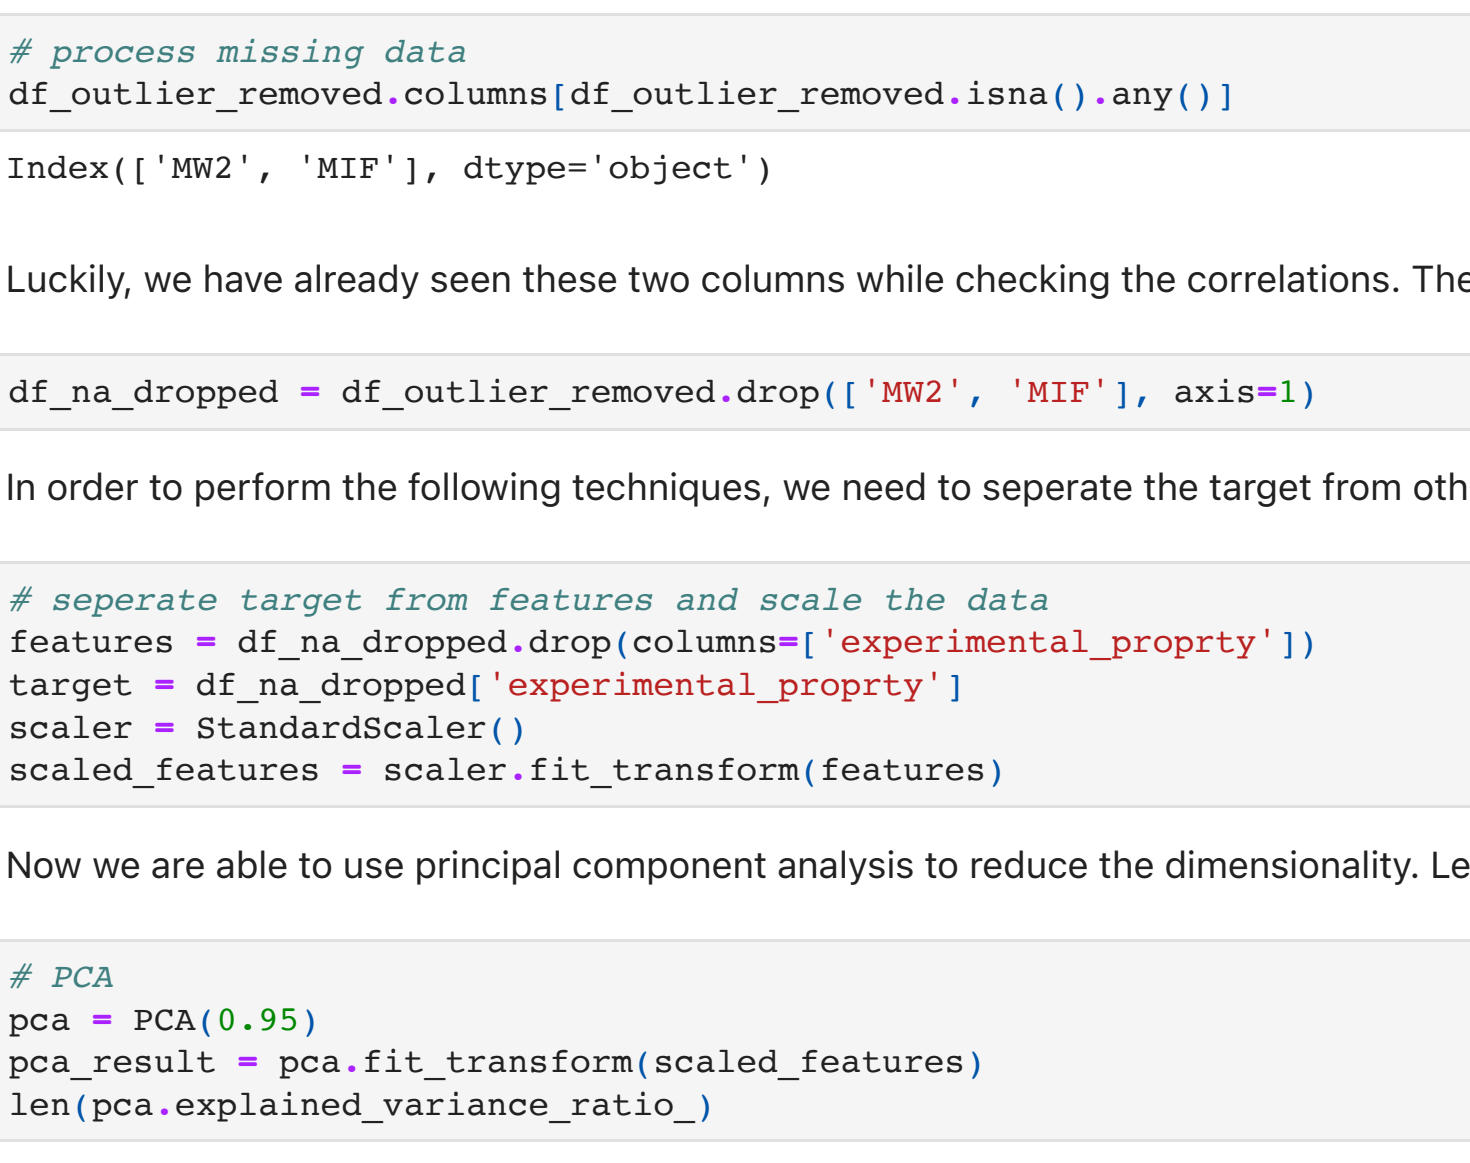 # process missing data
df_outlier_removed.columns[df_outlier_removed.isna().any()]
Index(['MW2', 'MIF'], dtype='object')
Luckily, we have already seen these two columns while checking the correlations. The
df_na_dropped = df_outlier_removed.drop(['MW2', 'MIF'], axis=1)
In order to perform the following techniques, we need to seperate the target from oth
# seperate target from features and scale the data
features = df_na_dropped.drop(columns=['experimental_proprty'])
target = df_na_dropped['experimental_proprty']
scaler = StandardScaler()
scaled_features = scaler.fit_transform(features)
Now we are able to use principal component analysis to reduce the dimensionality. Le
# PCA
pca = PCA(0.95)
pca_result = pca.fit_transform(scaled_features)
len(pca.explained_variance_ratio_)